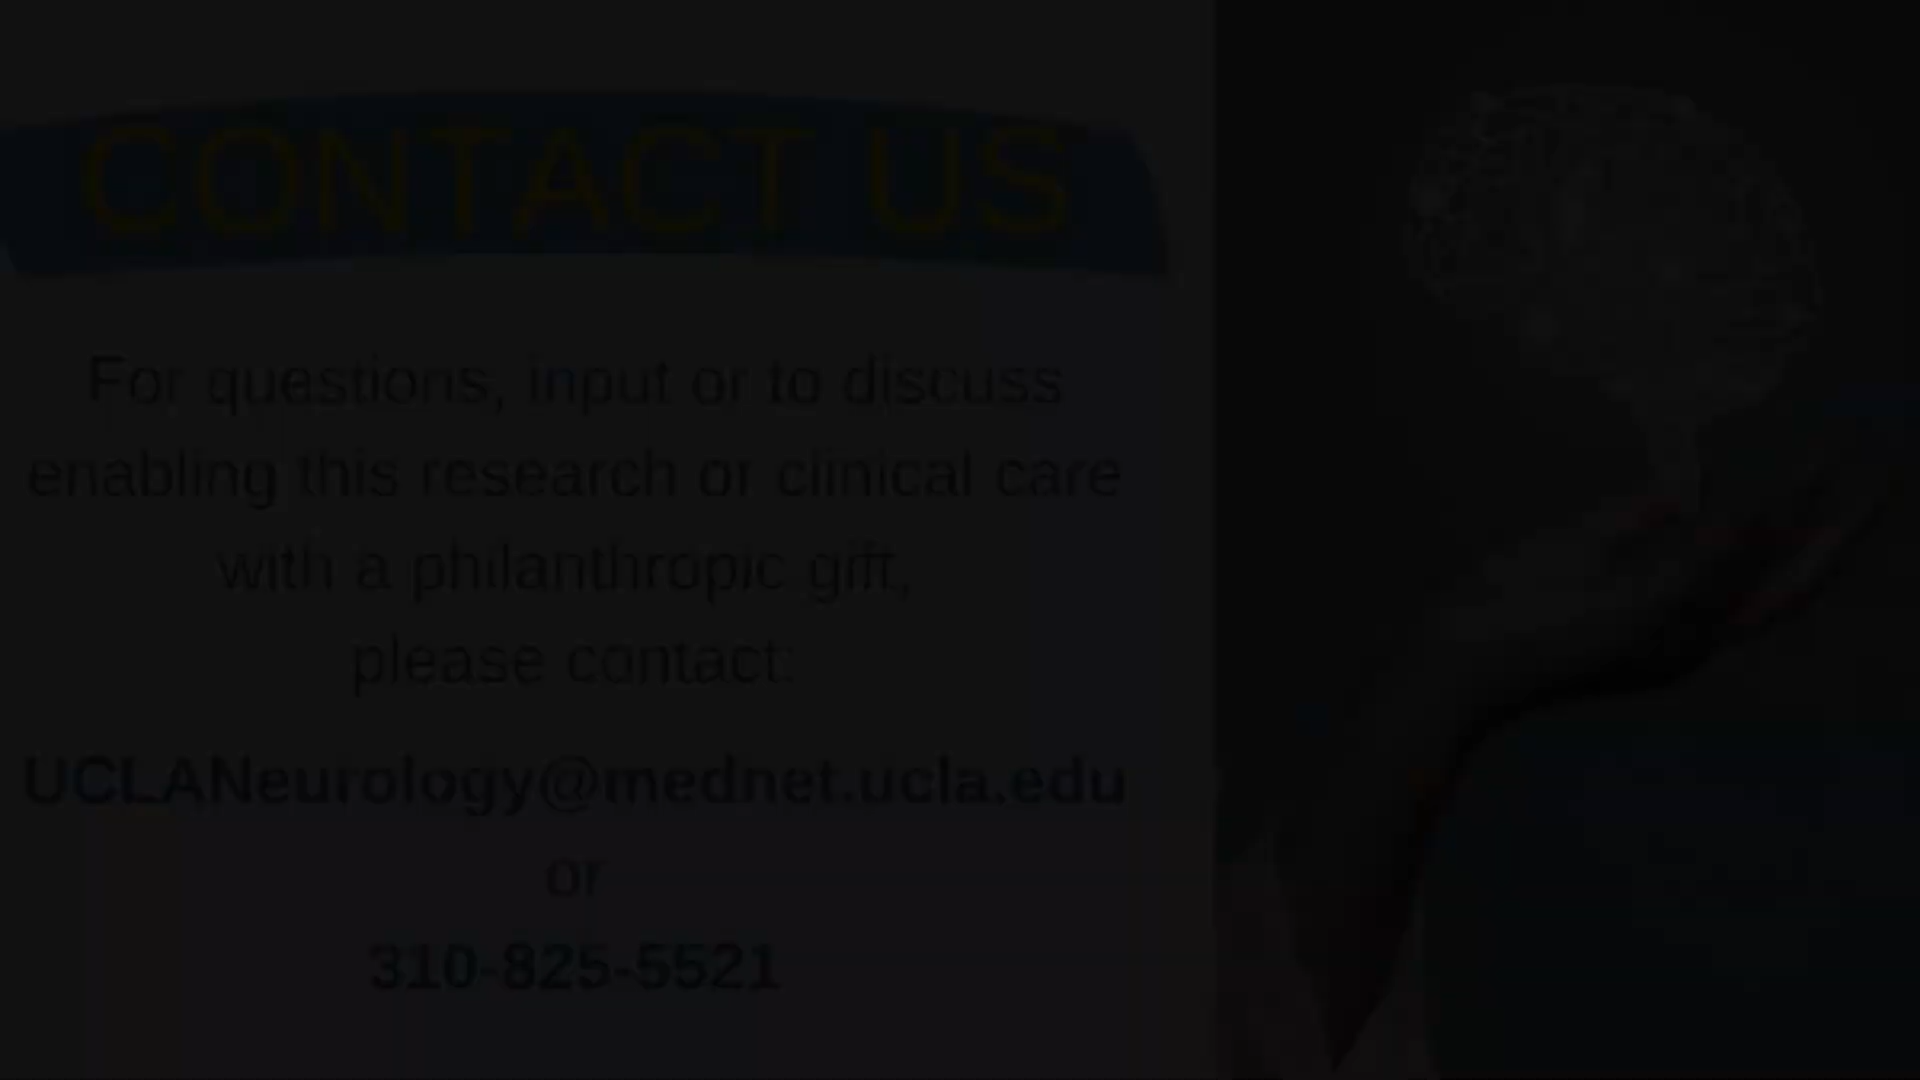 CONTACT US
For questions, input or to discuss
enabling this research or clinical care
with a philanthropic gift,
please contact:
UCLANeurology@mednet.ucla.edu
or
310-825-5521